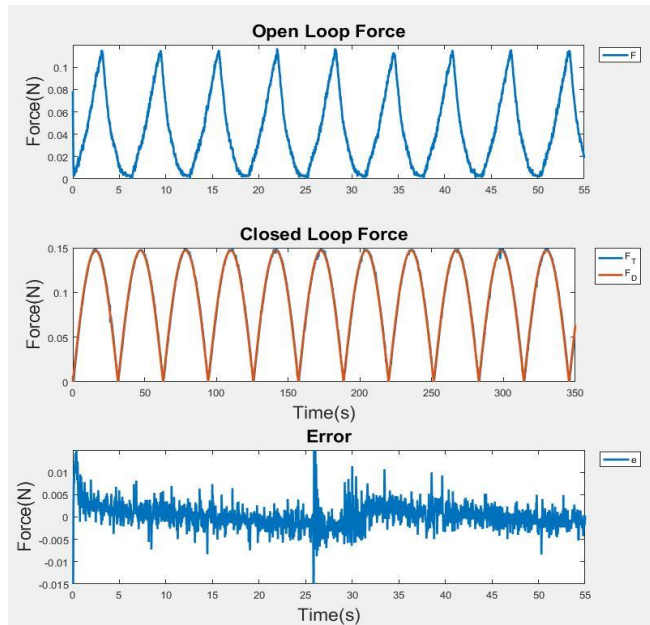 Open Loop Force
Force(N)
0.1
0.08
0.06
0.04
0.02
0
0 5 10 15 20 25 30 35 40 45 50 55
F
Closed Loop Force
Force(N)
0.15
0.1
0.05
0
0 50 100 150 200 250 300 350
Time(s)
F_T
F_D
Error
Force(N)
0.01
0.005
0
-0.005
-0.01
-0.015
0 5 10 15 20 25 30 35 40 45 50 55
Time(s)
e